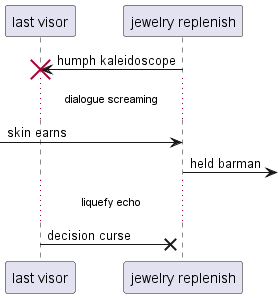 last visor
jewelry replenish
humph kaleidoscope
dialogue screaming
skin earns
held barman
liquefy echo
decision curse
last visor
jewelry replenish